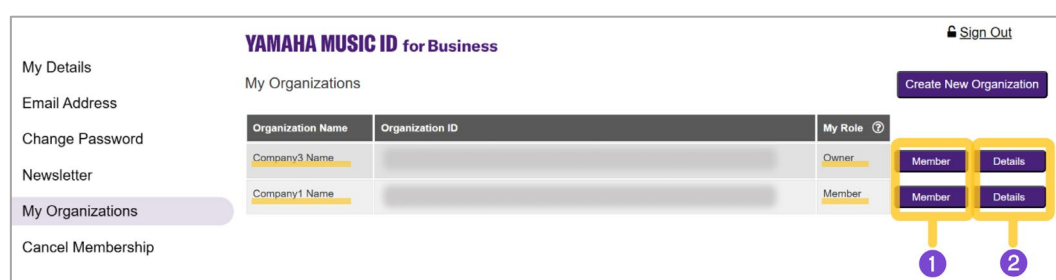 Sign Out
YAMAHA MUSIC ID for Business
My Details
Email Address
Change Password
Newsletter
My Organizations
Cancel Membership
My Organizations
Create New Organization
Organization Name Organization ID My Role ?
Company3 Name Owner Member Details
Company1 Name Member Member Details
1 2